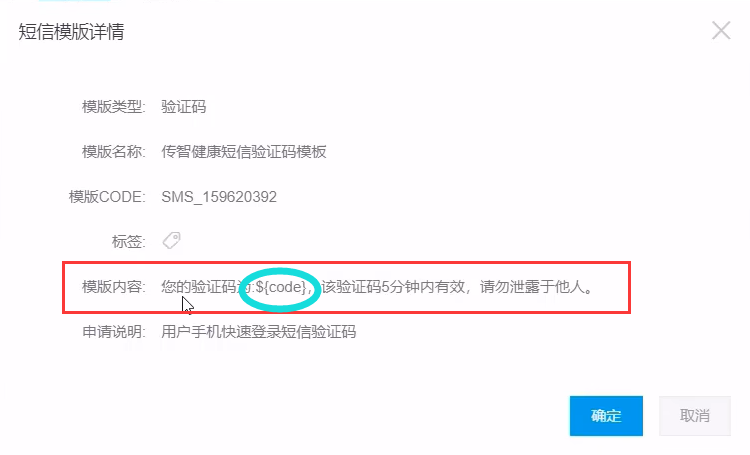 短信模版详情
模版类型: 验证码
模版名称: 传智健康短信验证码模板
模版CODE: SMS_159620392
标签:
模版内容: 您的验证码为:${code}，该验证码5分钟内有效，请勿泄露于他人。
申请说明: 用户手机快速登录短信验证码
确定 取消